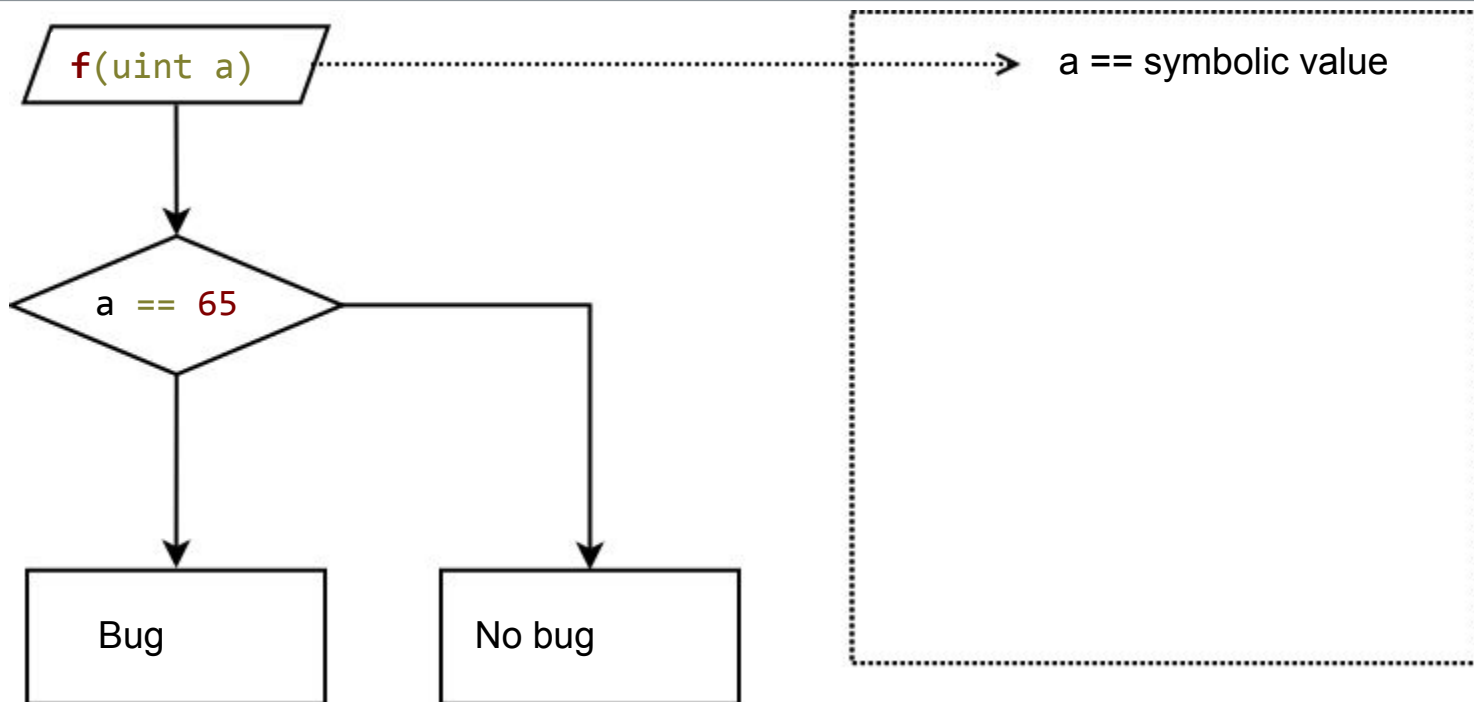 f(uint a)
a == symbolic value
a == 65
Bug
No bug